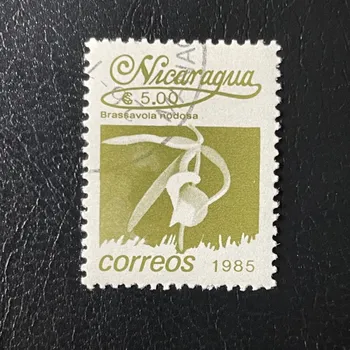 Nicaragua
₡ 5.00
Brassavola nodosa
correos 1985